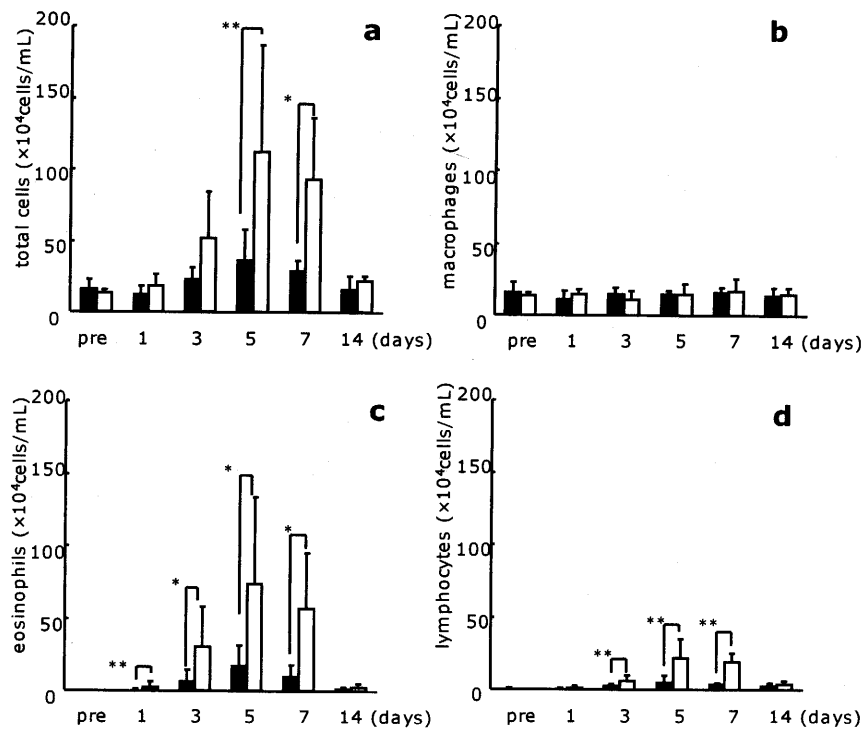 a
total cells (×10⁴cells/mL)
200
150
100
50
0
**
*
pre 1 3 5 7 14 (days)
b
macrophages (×10⁴cells/mL)
200
150
100
50
0
pre 1 3 5 7 14 (days)
c
eosinophils (×10⁴cells/mL)
200
150
100
50
0
**
*
*
*
pre 1 3 5 7 14 (days)
d
lymphocytes (×10⁴cells/mL)
200
150
100
50
0
**
**
**
pre 1 3 5 7 14 (days)